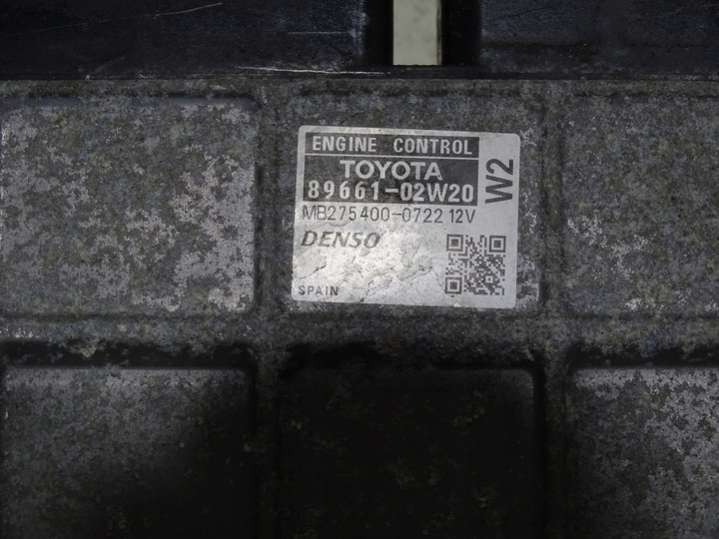 ENGINE CONTROL
TOYOTA
89661-02W20
W2
MB275400-0722 12V
DENSO
SPAIN